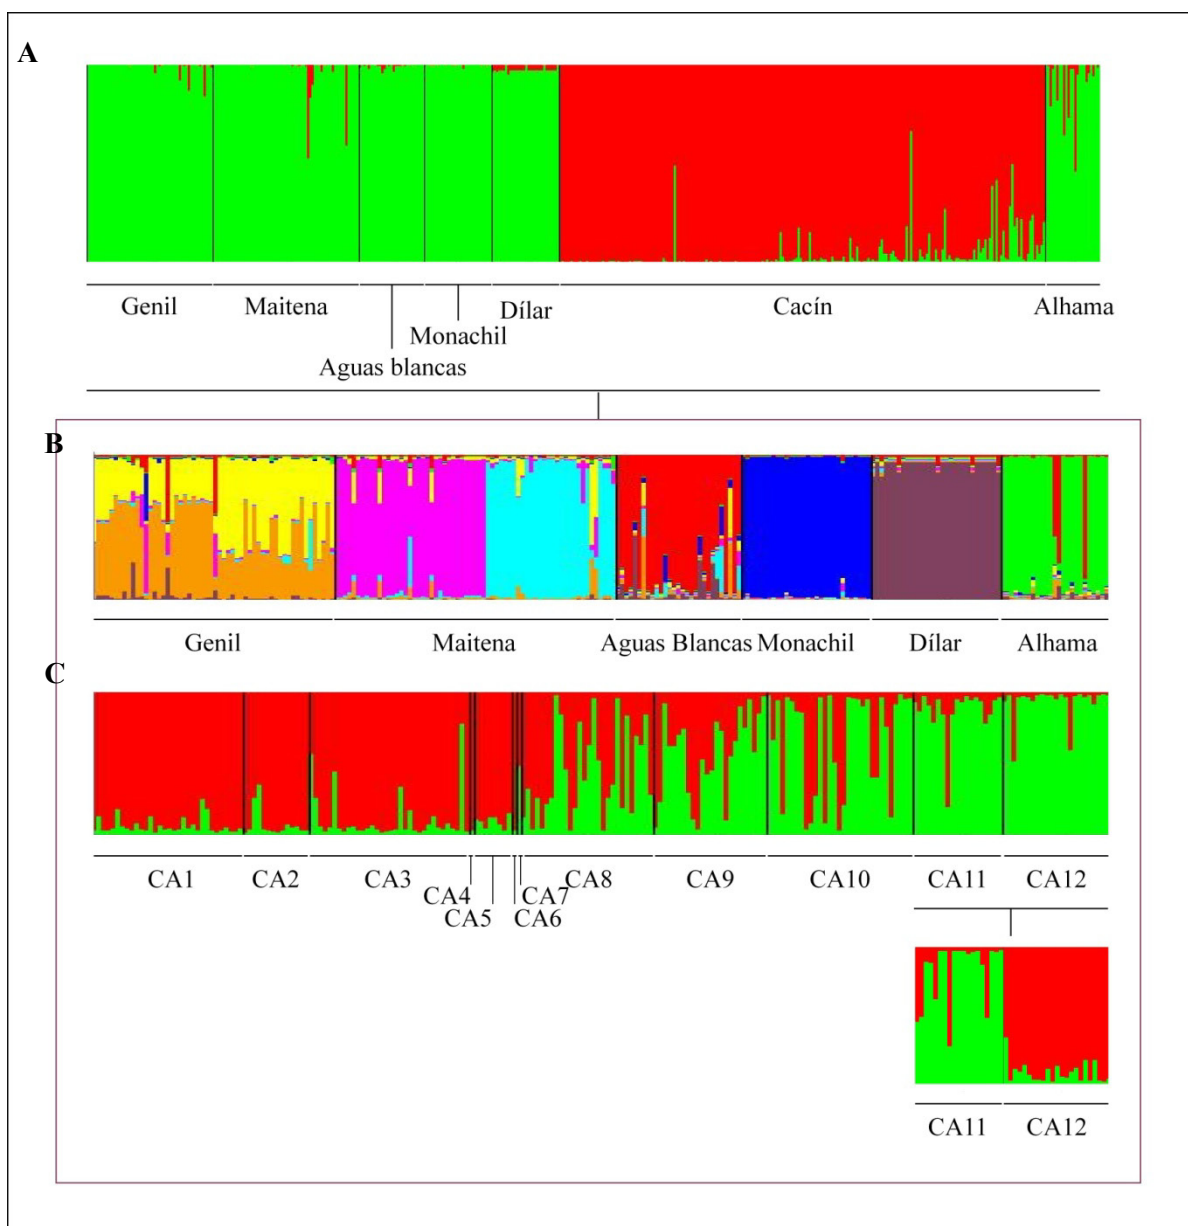 A
Genil Maitena Dílar Cacín Alhama
Monachil
Aguas blancas
B
Genil Maitena Aguas Blancas Monachil Dílar Alhama
C
CA1 CA2 CA3 CA8 CA9 CA10 CA11 CA12
CA4 CA7
CA5 CA6
CA11 CA12